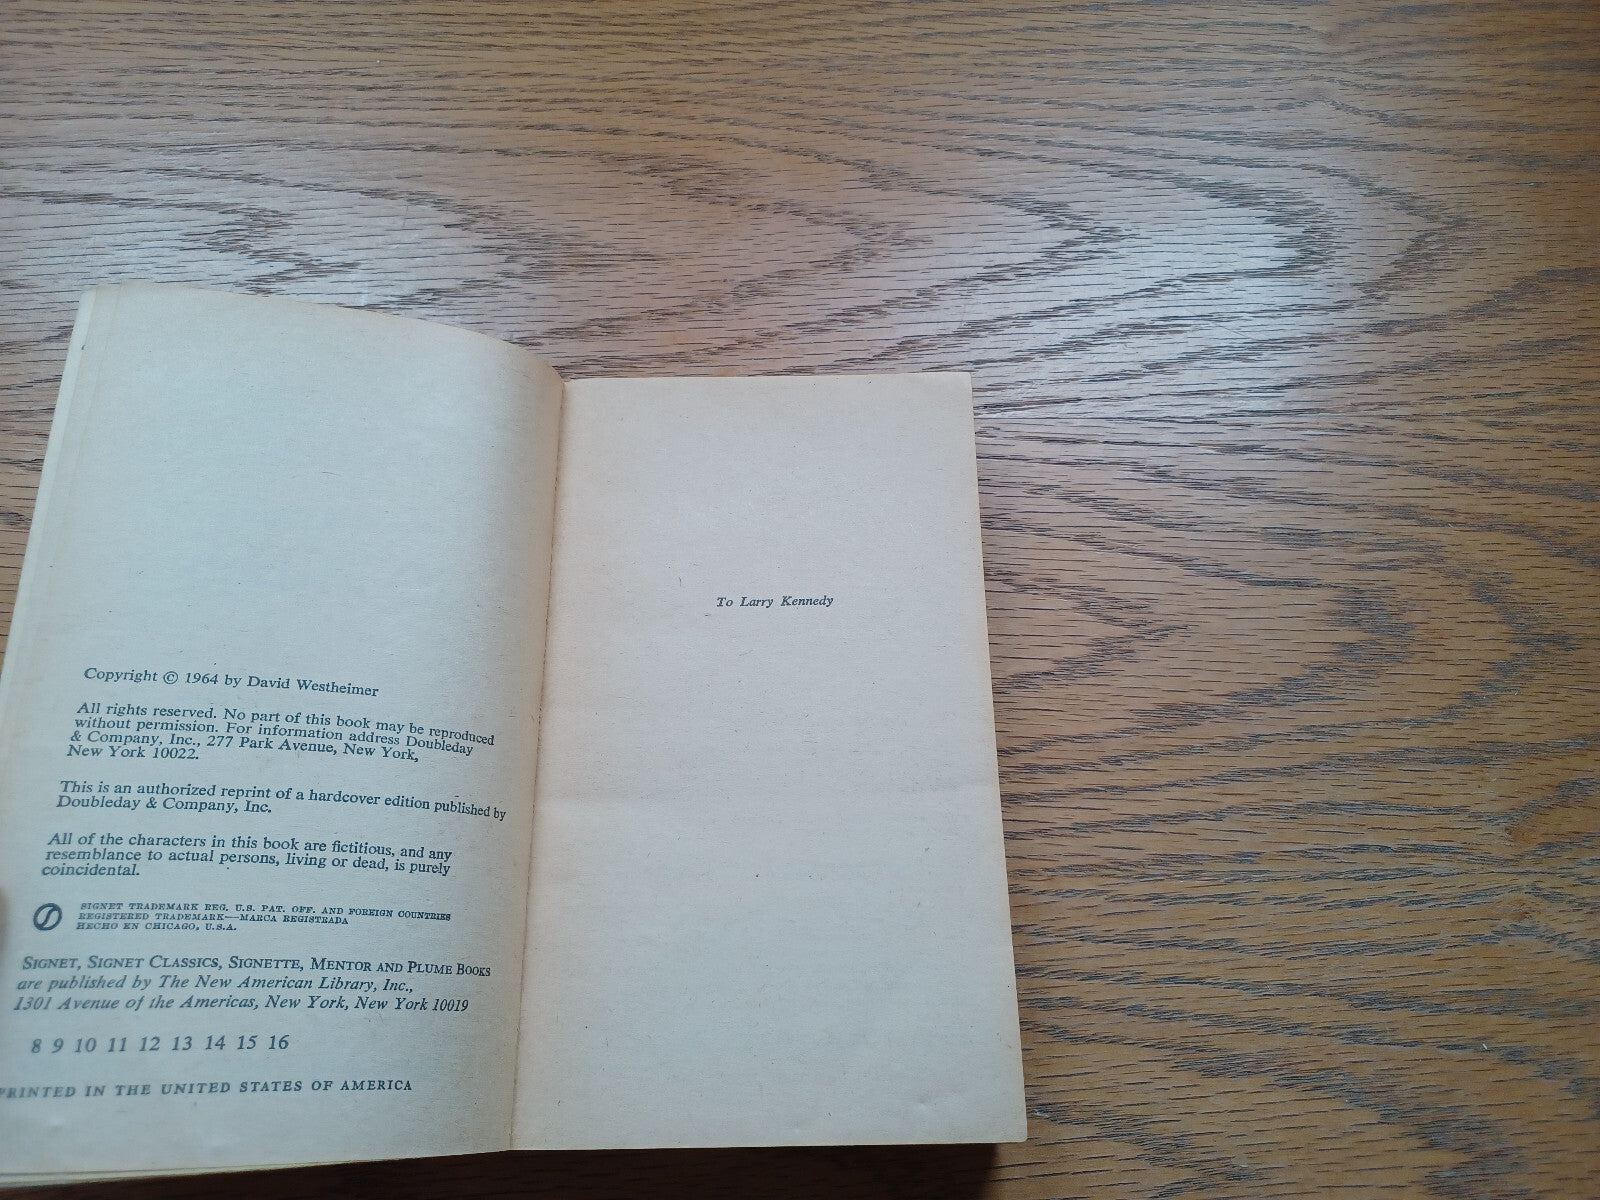 Copyright © 1964 by David Westheimer
All rights reserved. No part of this book may be reproduced
without permission. For information address Doubleday
& Company, Inc., 277 Park Avenue, New York,
New York 10022.
This is an authorized reprint of a hardcover edition published by
Doubleday & Company, Inc.
All of the characters in this book are fictitious, and any
resemblance to actual persons, living or dead, is purely
coincidental.
SIGNET TRADEMARK REG. U.S. PAT. OFF. AND FOREIGN COUNTRIES
REGISTERED TRADEMARK—MARCA REGISTRADA
HECHO EN CHICAGO, U.S.A.
SIGNET, SIGNET CLASSICS, SIGNETTE, MENTOR AND PLUME BOOKS
are published by The New American Library, Inc.,
1301 Avenue of the Americas, New York, New York 10019
8 9 10 11 12 13 14 15 16
PRINTED IN THE UNITED STATES OF AMERICA
To Larry Kennedy